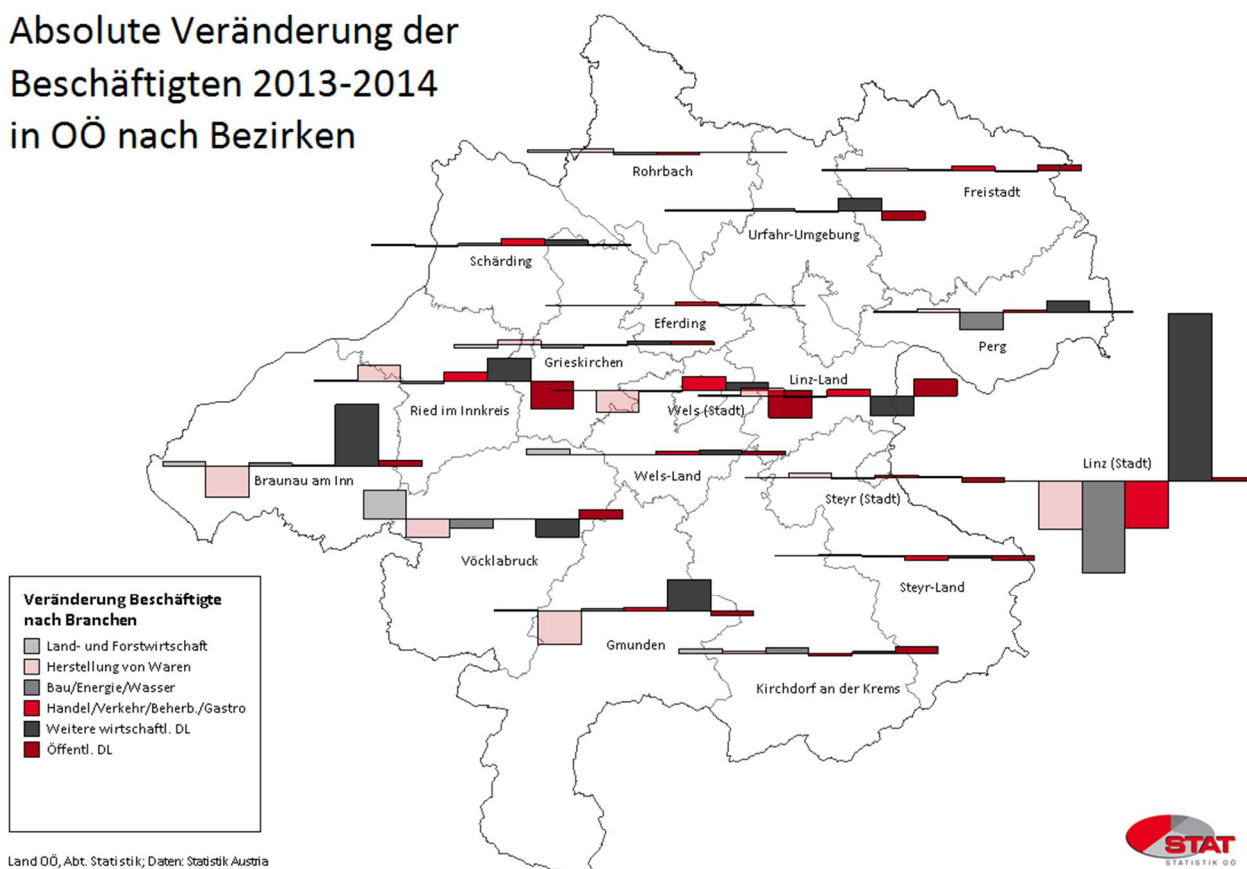 Absolute Veränderung der
Beschäftigten 2013-2014
in OÖ nach Bezirken
Rohrbach
Freistadt
Urfahr-Umgebung
Schärding
Eferding
Perg
Grieskirchen
Linz-Land
Ried im Innkreis
Wels (Stadt)
Linz (Stadt)
Braunau am Inn
Wels-Land
Steyr (Stadt)
Vöcklabruck
Steyr-Land
Gmunden
Kirchdorf an der Krems
Veränderung Beschäftigte
nach Branchen
Land- und Forstwirtschaft
Herstellung von Waren
Bau/Energie/Wasser
Handel/Verkehr/Beherb./Gastro
Weitere wirtschaftl. DL
Öffentl. DL
Land OÖ, Abt. Statistik; Daten: Statistik Austria
STAT
STATISTIK OÖ